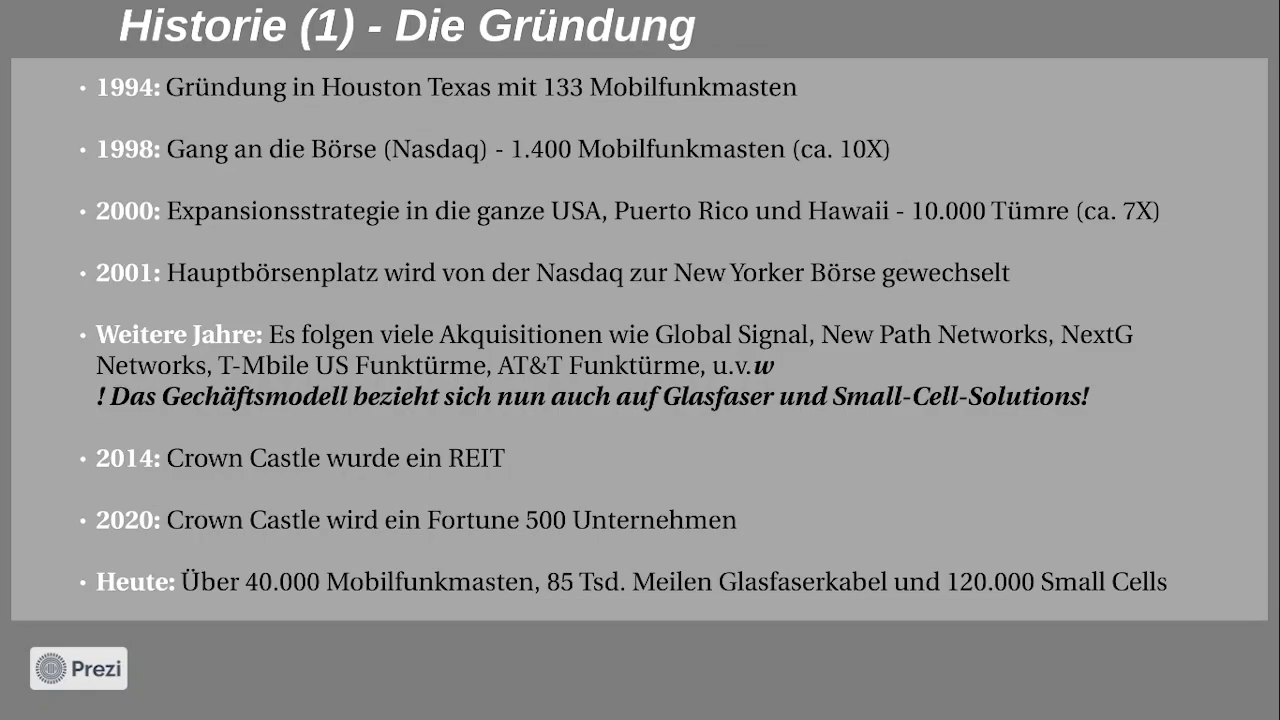 Historie (1) - Die Gründung
• 1994: Gründung in Houston Texas mit 133 Mobilfunkmasten
• 1998: Gang an die Börse (Nasdaq) - 1.400 Mobilfunkmasten (ca. 10X)
• 2000: Expansionsstrategie in die ganze USA, Puerto Rico und Hawaii - 10.000 Tümre (ca. 7X)
• 2001: Hauptbörsenplatz wird von der Nasdaq zur New Yorker Börse gewechselt
• Weitere Jahre: Es folgen viele Akquisitionen wie Global Signal, New Path Networks, NextG
Networks, T-Mbile US Funktürme, AT&T Funktürme, u.v.w
! Das Gechäftsmodell bezieht sich nun auch auf Glasfaser und Small-Cell-Solutions!
• 2014: Crown Castle wurde ein REIT
• 2020: Crown Castle wird ein Fortune 500 Unternehmen
• Heute: Über 40.000 Mobilfunkmasten, 85 Tsd. Meilen Glasfaserkabel und 120.000 Small Cells
Prezi